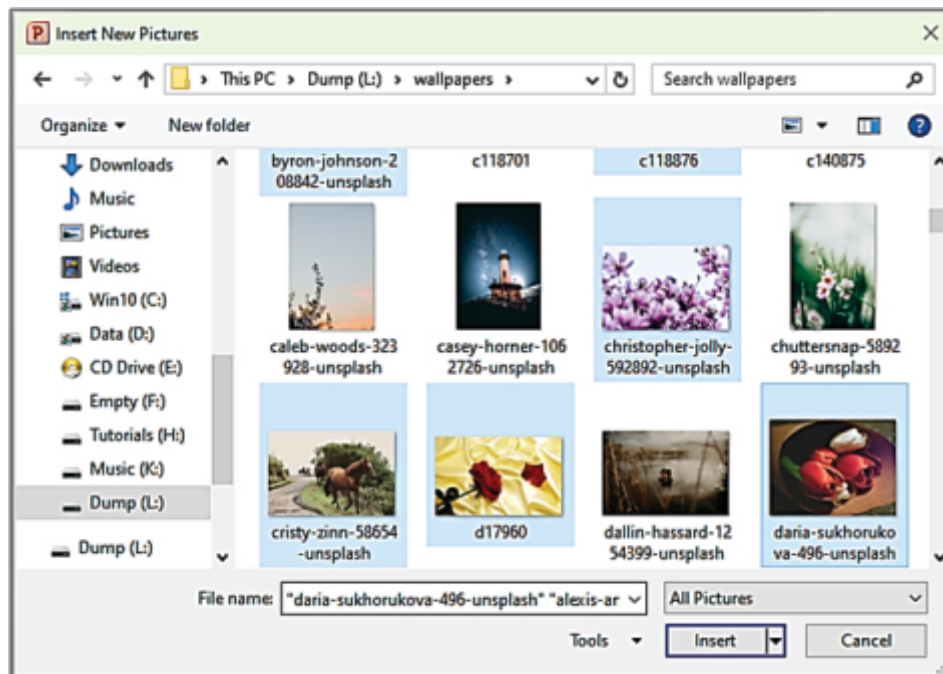 P Insert New Pictures
This PC > Dump (L:) > wallpapers >
Search wallpapers
Organize
New folder
Downloads
Music
Pictures
Videos
Win10 (C:)
Data (D:)
CD Drive (E:)
Empty (F:)
Tutorials (H:)
Music (K:)
Dump (L:)
Dump (L:)
byron-johnson-2
08842-unsplash
c118701
c118876
c140875
caleb-woods-323
928-unsplash
casey-horner-106
2726-unsplash
christopher-jolly-
592892-unsplash
chuttersnap-5892
93-unsplash
cristy-zinn-58654
-unsplash
d17960
dallin-hassard-12
54399-unsplash
daria-sukhoruko
va-496-unsplash
File name: "daria-sukhorukova-496-unsplash" "alexis-ar
All Pictures
Tools
Insert
Cancel